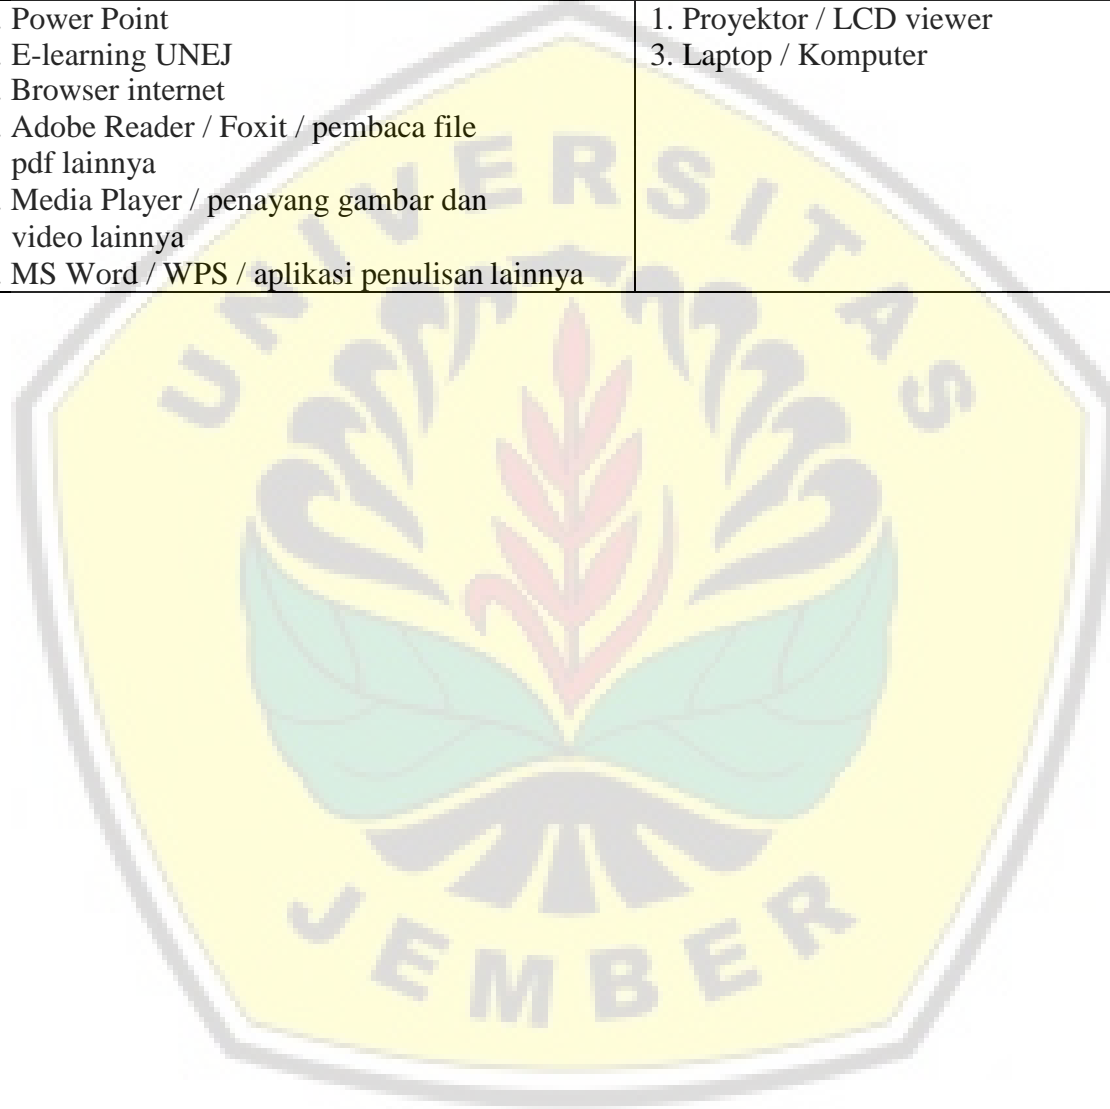 . Power Point
. E-learning UNEJ
. Browser internet
. Adobe Reader / Foxit / pembaca file
pdf lainnya
. Media Player / penayang gambar dan
video lainnya
. MS Word / WPS / aplikasi penulisan lainnya
1. Proyektor / LCD viewer
3. Laptop / Komputer
UNIVERSITAS
JEMBER